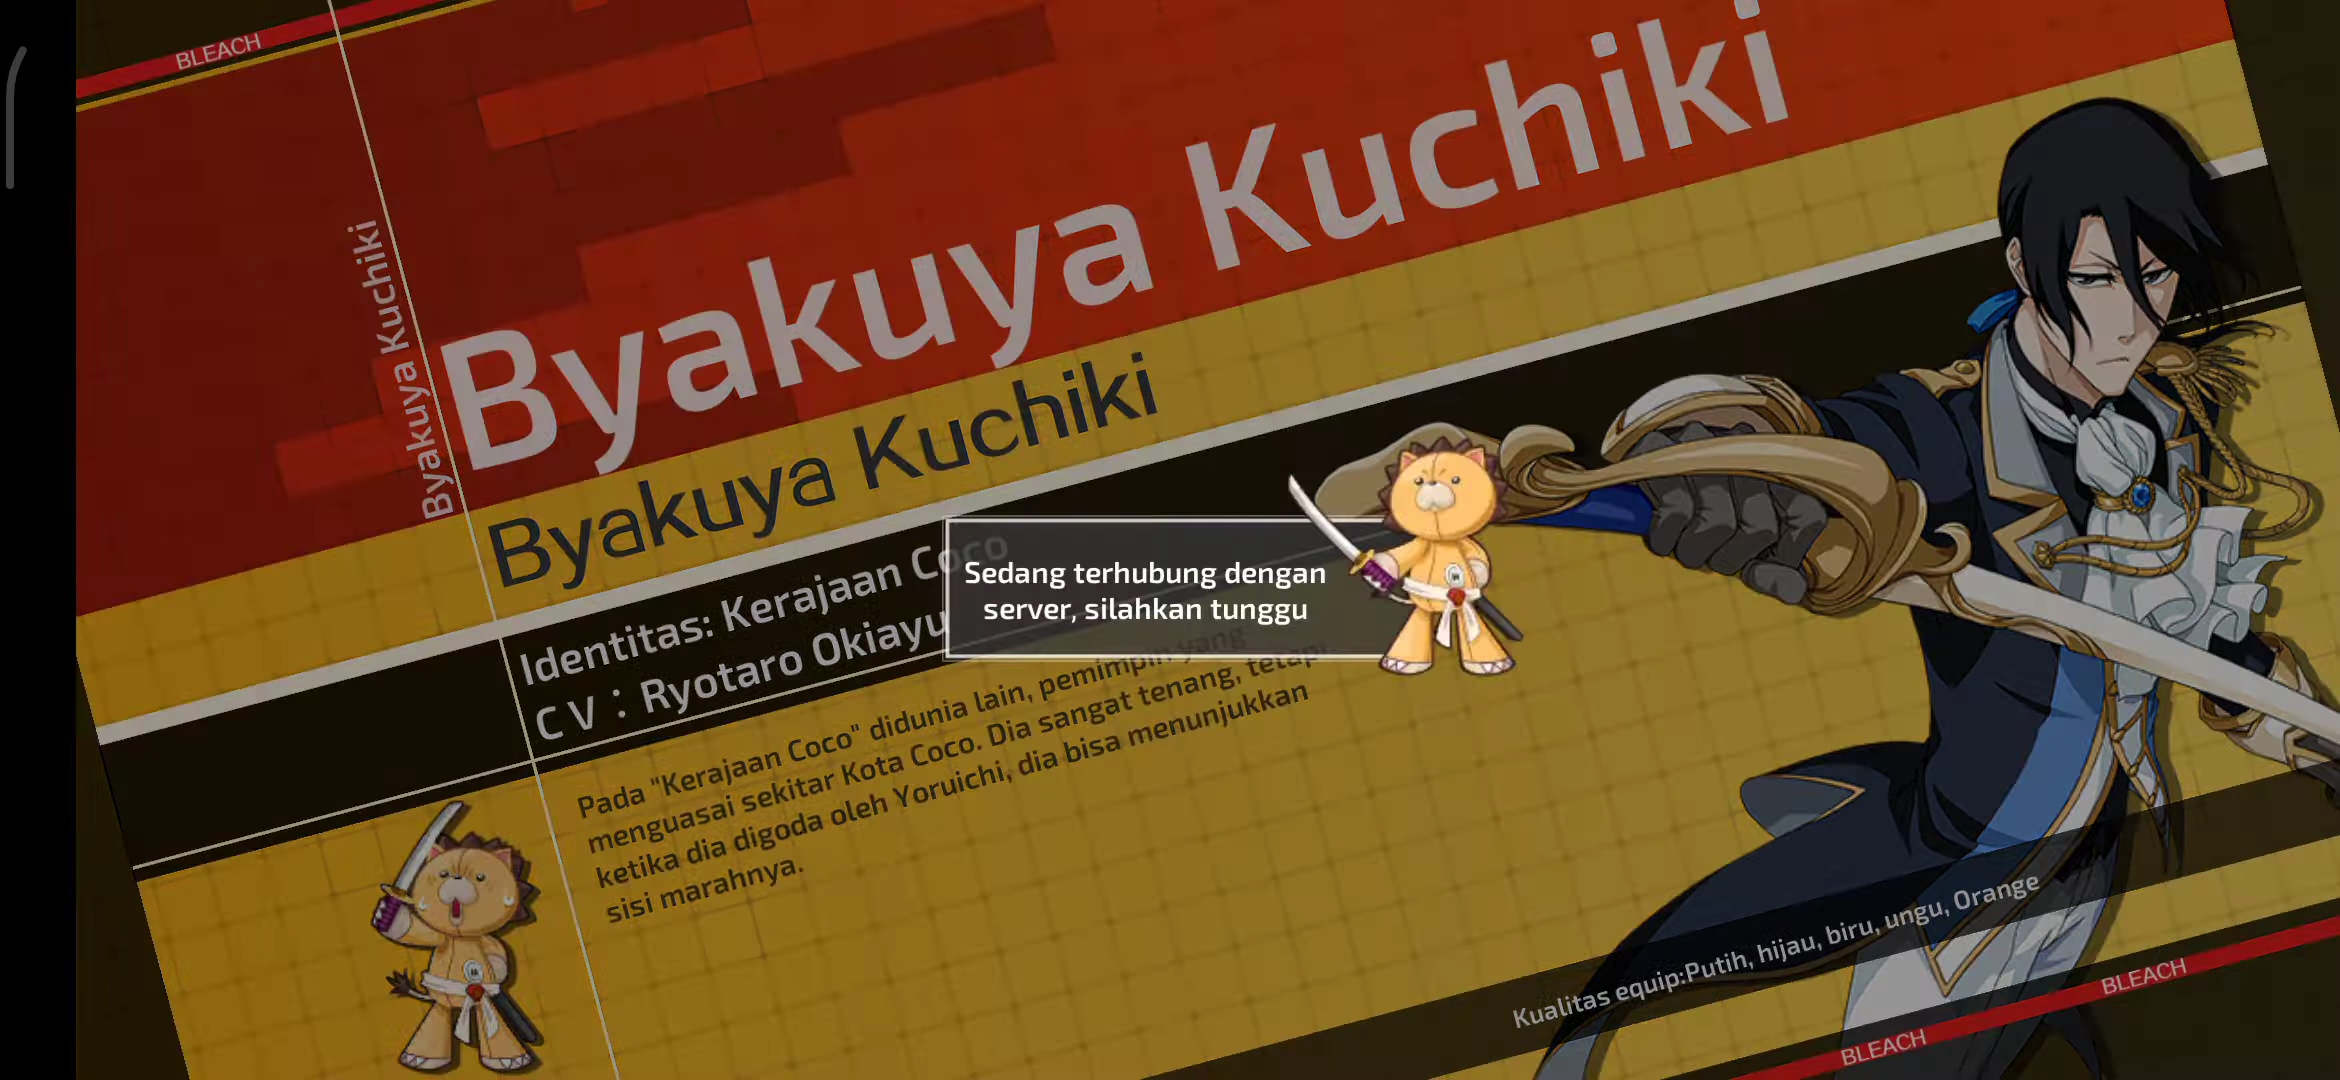 BLEACH
Byakuya Kuchiki
Byakuya Kuchiki
Byakuya Kuchiki
Identitas: Kerajaan Coco
CV : Ryotaro Okiayu
Sedang terhubung dengan
server, silahkan tunggu
Pada "Kerajaan Coco" didunia lain, pemimpin yang
menguasai sekitar Kota Coco. Dia sangat tenang, tetapi
ketika dia digoda oleh Yoruichi, dia bisa menunjukkan
sisi marahnya.
Kualitas equip:Putih, hijau, biru, ungu, Orange
BLEACH
BLEACH